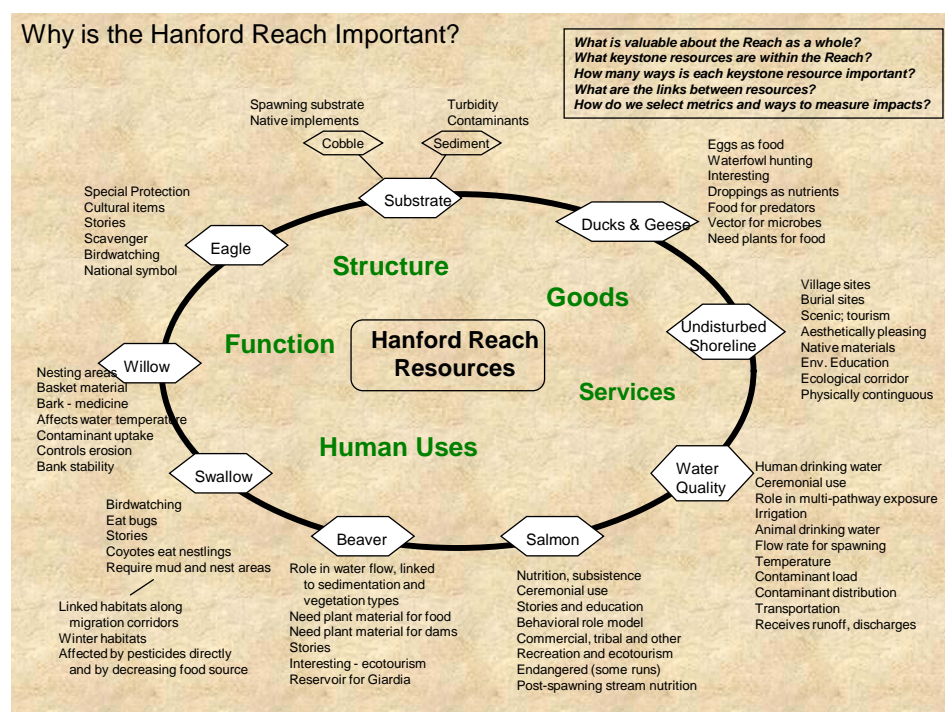 Why is the Hanford Reach Important?
What is valuable about the Reach as a whole?
What keystone resources are within the Reach?
How many ways is each keystone resource important?
What are the links between resources?
How do we select metrics and ways to measure impacts?
Spawning substrate
Native implements
Cobble
Turbidity
Contaminants
Sediment
Substrate
Eggs as food
Waterfowl hunting
Interesting
Droppings as nutrients
Food for predators
Vector for microbes
Need plants for food
Ducks & Geese
Special Protection
Cultural items
Stories
Scavenger
Birdwatching
National symbol
Eagle
Structure
Goods
Function
Hanford Reach
Resources
Services
Human Uses
Village sites
Burial sites
Scenic; tourism
Aesthetically pleasing
Native materials
Env. Education
Ecological corridor
Physically contiguous
Undisturbed
Shoreline
Willow
Nesting areas
Basket material
Bark - medicine
Affects water temperature
Contaminant uptake
Controls erosion
Bank stability
Swallow
Birdwatching
Eat bugs
Stories
Coyotes eat nestlings
Require mud and nest areas
Linked habitats along
migration corridors
Winter habitats
Affected by pesticides directly
and by decreasing food source
Beaver
Role in water flow, linked
to sedimentation and
vegetation types
Need plant material for food
Need plant material for dams
Stories
Interesting - ecotourism
Reservoir for Giardia
Salmon
Nutrition, subsistence
Ceremonial use
Stories and education
Behavioral role model
Commercial, tribal and other
Recreation and ecotourism
Endangered (some runs)
Post-spawning stream nutrition
Water
Quality
Human drinking water
Ceremonial use
Role in multi-pathway exposure
Irrigation
Animal drinking water
Flow rate for spawning
Temperature
Contaminant load
Contaminant distribution
Transportation
Receives runoff, discharges